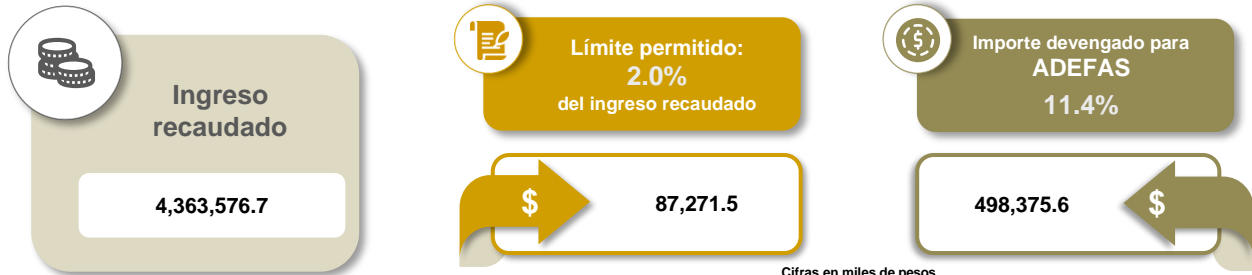 Ingreso
recaudado
4,363,576.7
Límite permitido:
2.0%
del ingreso recaudado
$
87,271.5
Importe devengado para
ADEFAS
11.4%
498,375.6
$
Cifras en miles de pesos